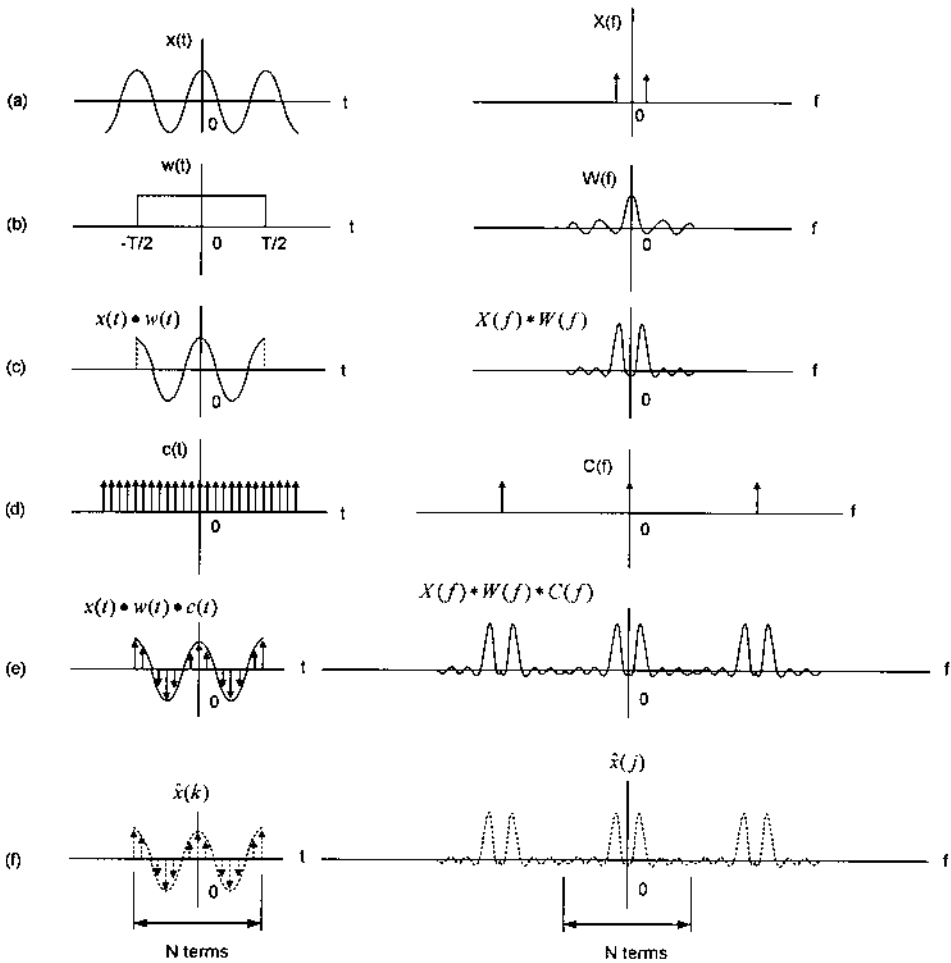 x(t)
X(f)
(a)
t
f
0
0
w(t)
W(f)
(b)
t
f
-T/2
0
T/2
0
x(t) • w(t)
X(f) * W(f)
(c)
t
f
0
0
c(t)
C(f)
(d)
t
f
0
0
x(t) • w(t) • c(t)
X(f) * W(f) * C(f)
(e)
t
f
0
0
x̂(k)
x̂(j)
(f)
t
f
0
0
N terms
N terms